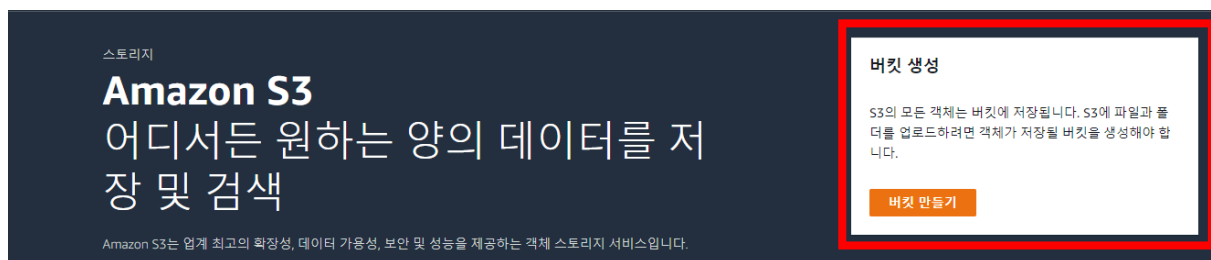 스토리지
Amazon S3
어디서든 원하는 양의 데이터를 저
장 및 검색
Amazon S3는 업계 최고의 확장성, 데이터 가용성, 보안 및 성능을 제공하는 객체 스토리지 서비스입니다.
버킷 생성
S3의 모든 객체는 버킷에 저장됩니다. S3에 파일과 폴
더를 업로드하려면 객체가 저장될 버킷을 생성해야 합
니다.
버킷 만들기